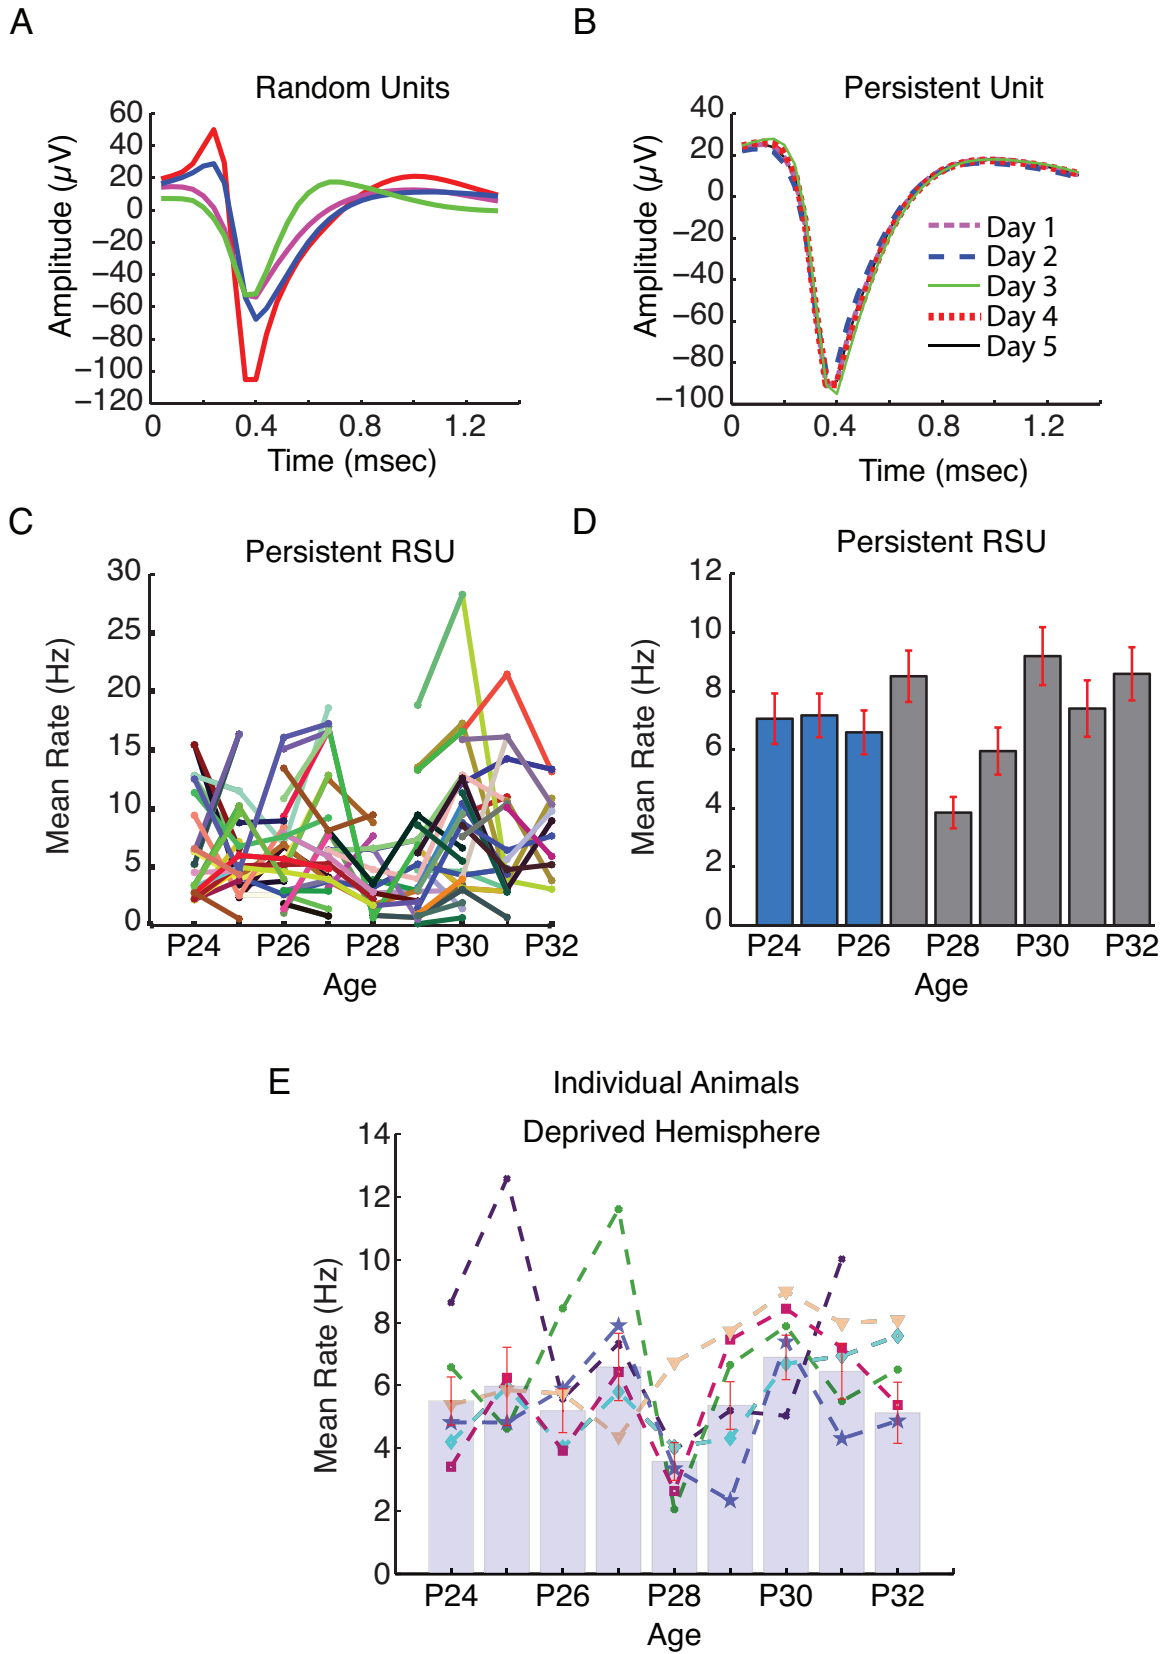 A
Random Units
60
40
20
0
−20
−40
−60
−80
−100
−120
Amplitude (µV)
0 0.4 0.8 1.2
Time (msec)
B
Persistent Unit
40
20
0
−20
−40
−60
−80
−100
Amplitude (µV)
Day 1
Day 2
Day 3
Day 4
Day 5
0 0.4 0.8 1.2
Time (msec)
C
Persistent RSU
30
25
20
15
10
5
0
Mean Rate (Hz)
P24 P26 P28 P30 P32
Age
D
Persistent RSU
12
10
8
6
4
2
0
Mean Rate (Hz)
P24 P26 P28 P30 P32
Age
E
Individual Animals
Deprived Hemisphere
14
12
10
8
6
4
2
0
Mean Rate (Hz)
P24 P26 P28 P30 P32
Age